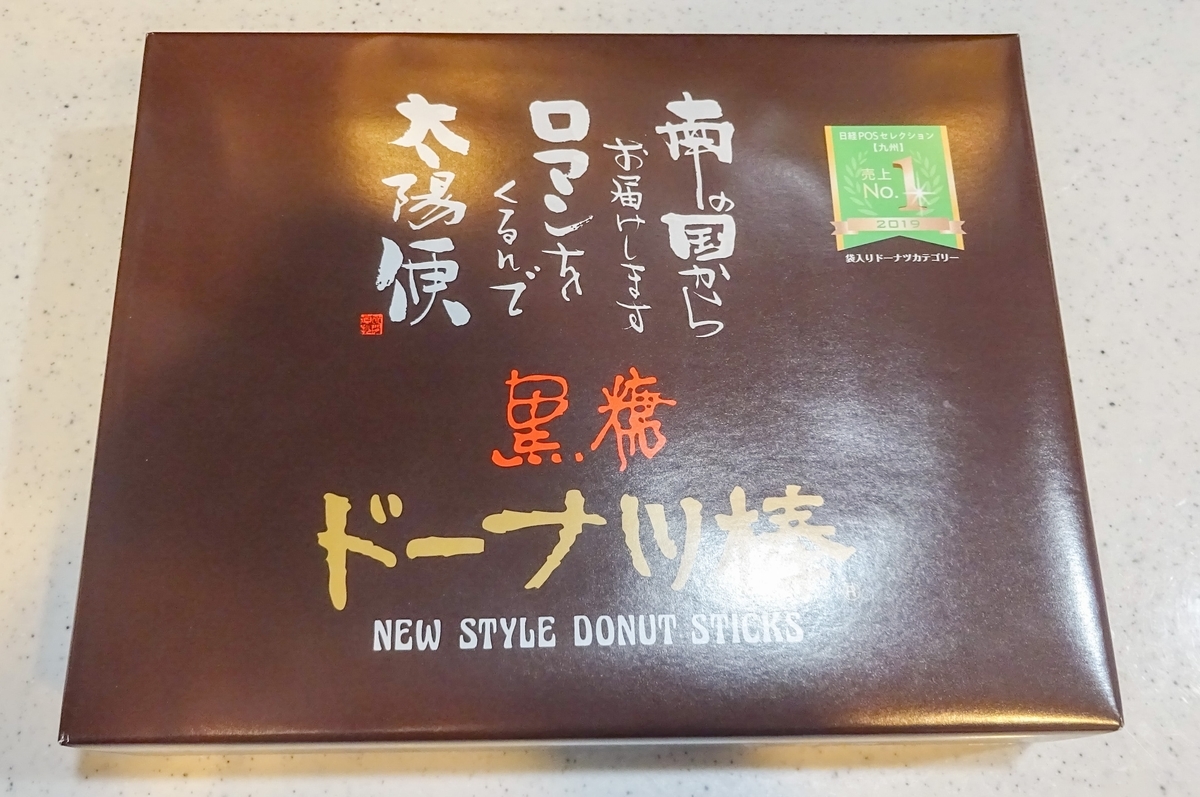 南の国から
お届けします
ロマンを
くるんで
太陽便
日経POSセレクション
【九州】
売上
No.1
2019
袋入りドーナツカテゴリー
黒糖
ドーナツ棒
NEW STYLE DONUT STICKS